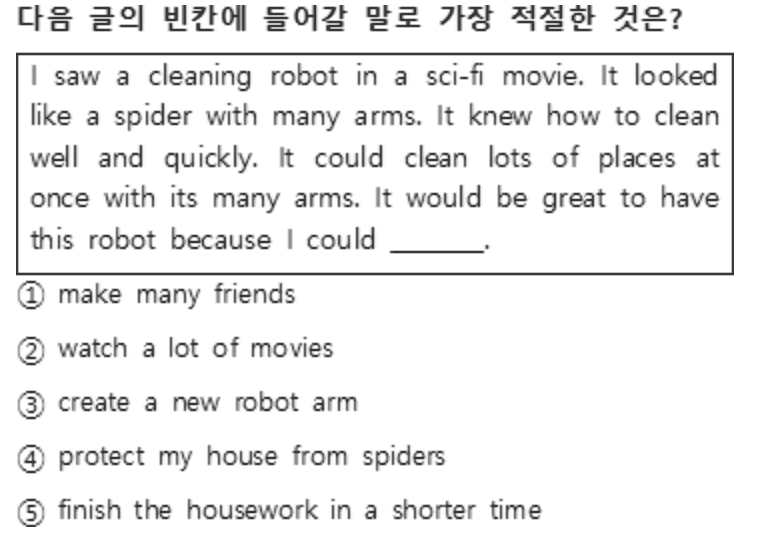 다음 글의 빈칸에 들어갈 말로 가장 적절한 것은?
I saw a cleaning robot in a sci-fi movie. It looked
like a spider with many arms. It knew how to clean
well and quickly. It could clean lots of places at
once with its many arms. It would be great to have
this robot because I could _______.
① make many friends
② watch a lot of movies
③ create a new robot arm
④ protect my house from spiders
⑤ finish the housework in a shorter time